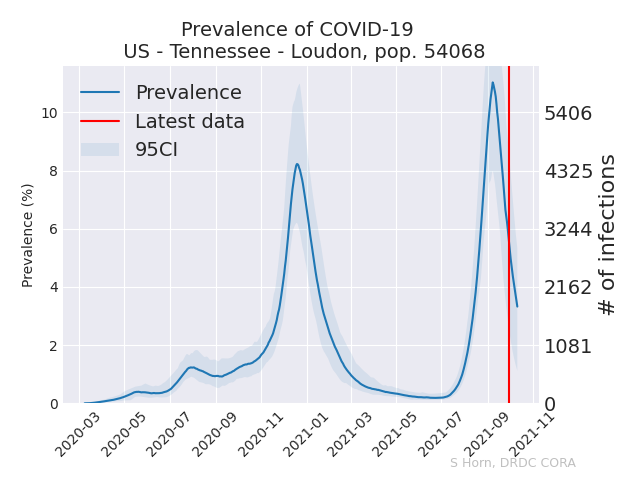 Prevalence of COVID-19
US - Tennessee - Loudon, pop. 54068
Prevalence
Latest data
95CI
Prevalence (%)
10
8
6
4
2
0
5406
4325
3244
2162
1081
0
# of infections
2020-03
2020-05
2020-07
2020-09
2020-11
2021-01
2021-03
2021-05
2021-07
2021-09
2021-11
S Horn, DRDC CORA